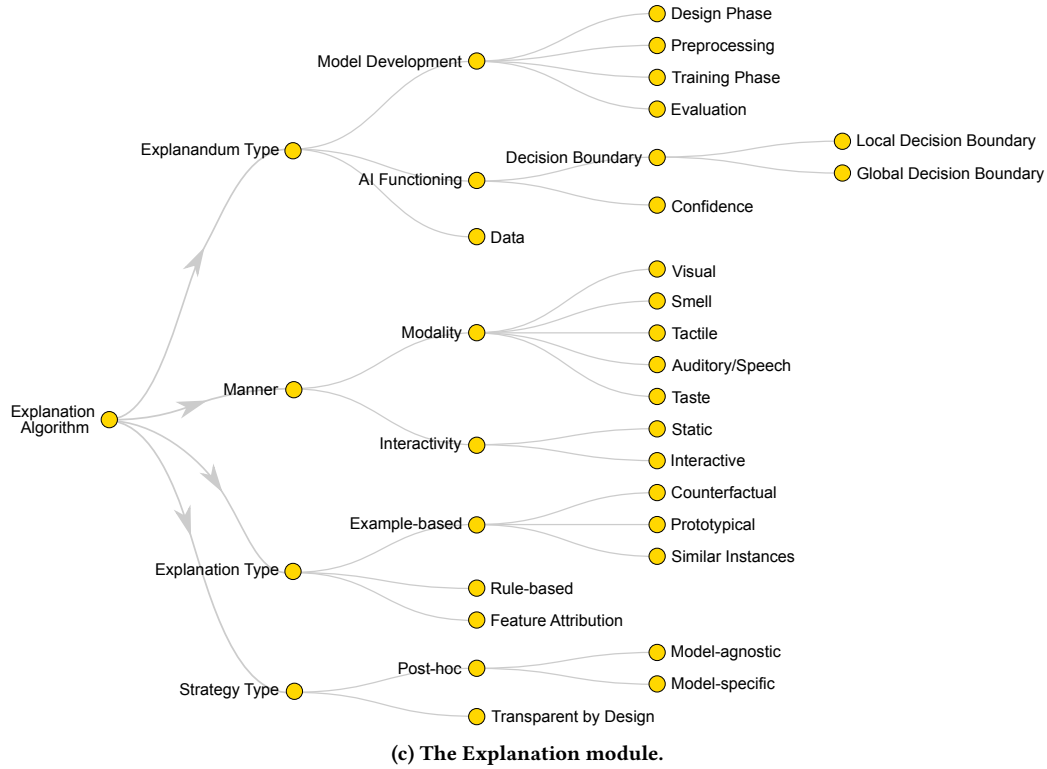 Design Phase
Model Development
Preprocessing
Training Phase
Evaluation
Explanandum Type
Local Decision Boundary
Decision Boundary
Global Decision Boundary
AI Functioning
Confidence
Data
Visual
Smell
Modality
Tactile
Auditory/Speech
Manner
Taste
Explanation
Algorithm
Static
Interactivity
Interactive
Counterfactual
Example-based
Prototypical
Similar Instances
Explanation Type
Rule-based
Feature Attribution
Model-agnostic
Post-hoc
Model-specific
Strategy Type
Transparent by Design
(c) The Explanation module.